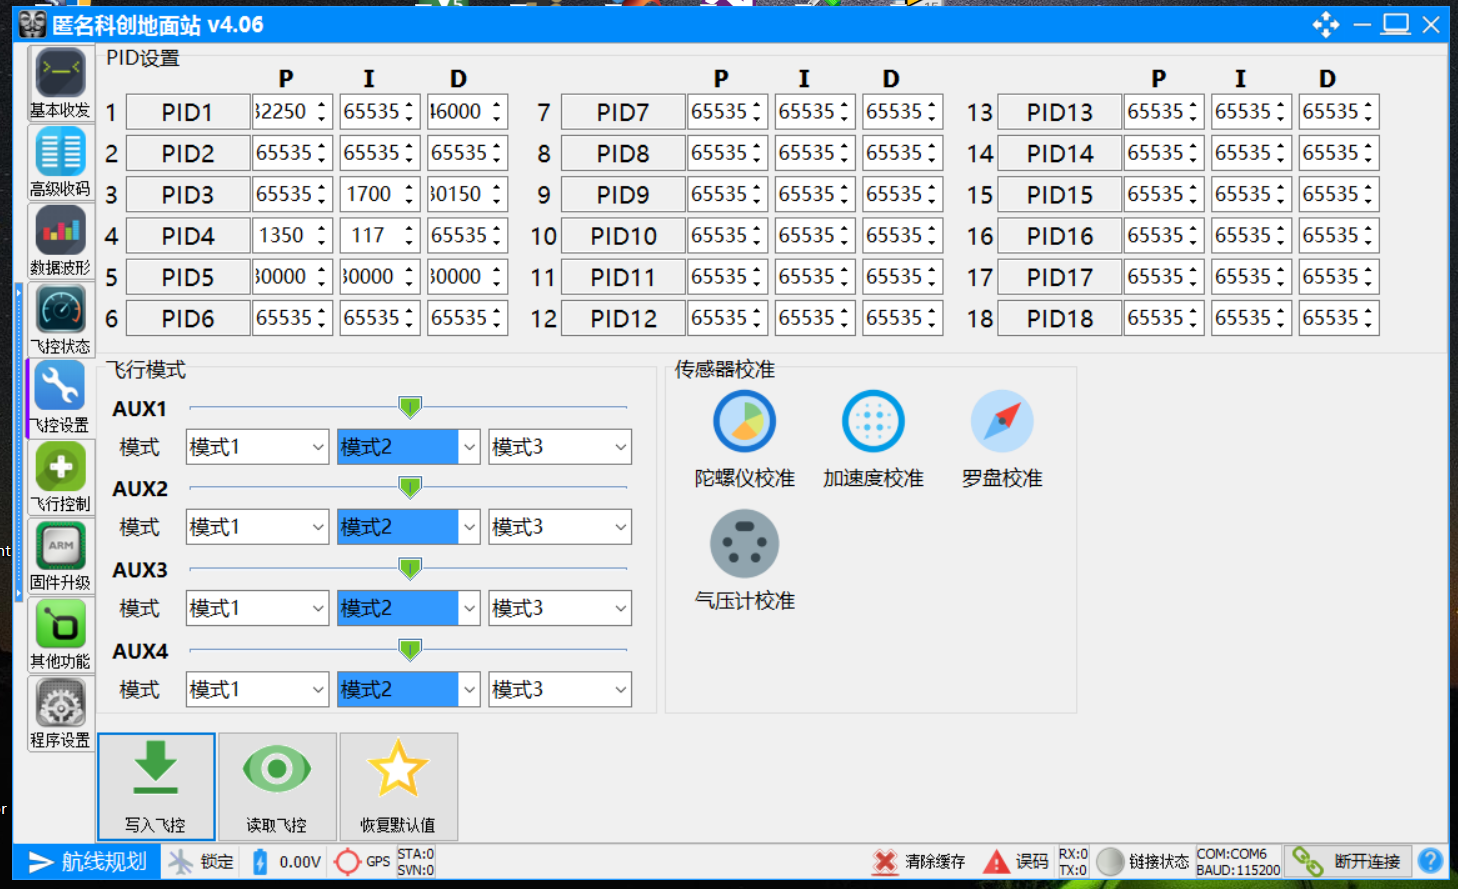 匿名科创地面站 v4.06
PID设置
P I D P I D P I D
1 PID1 32250 65535 46000 7 PID7 65535 65535 65535 13 PID13 65535 65535 65535
2 PID2 65535 65535 65535 8 PID8 65535 65535 65535 14 PID14 65535 65535 65535
3 PID3 65535 1700 30150 9 PID9 65535 65535 65535 15 PID15 65535 65535 65535
4 PID4 1350 117 65535 10 PID10 65535 65535 65535 16 PID16 65535 65535 65535
5 PID5 30000 30000 30000 11 PID11 65535 65535 65535 17 PID17 65535 65535 65535
6 PID6 65535 65535 65535 12 PID12 65535 65535 65535 18 PID18 65535 65535 65535
基本收发
高级收码
数据波形
飞控状态
飞控设置
飞行控制
ARM
固件升级
其他功能
程序设置
飞行模式
AUX1
模式 模式1 模式2 模式3
AUX2
模式 模式1 模式2 模式3
AUX3
模式 模式1 模式2 模式3
AUX4
模式 模式1 模式2 模式3
传感器校准
陀螺仪校准 加速度校准 罗盘校准
气压计校准
写入飞控 读取飞控 恢复默认值
航线规划 锁定 0.00V GPS STA:0 SVN:0 清除缓存 误码 RX:0 TX:0 链接状态 COM:COM6 BAUD:115200 断开连接 ?